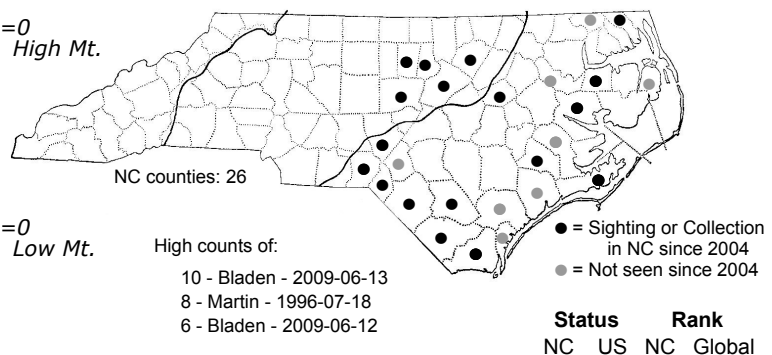 =0
High Mt.
NC counties: 26
=0
Low Mt.
High counts of:
10 - Bladen - 2009-06-13
8 - Martin - 1996-07-18
6 - Bladen - 2009-06-12
● = Sighting or Collection
in NC since 2004
● = Not seen since 2004
Status Rank
NC US NC Global